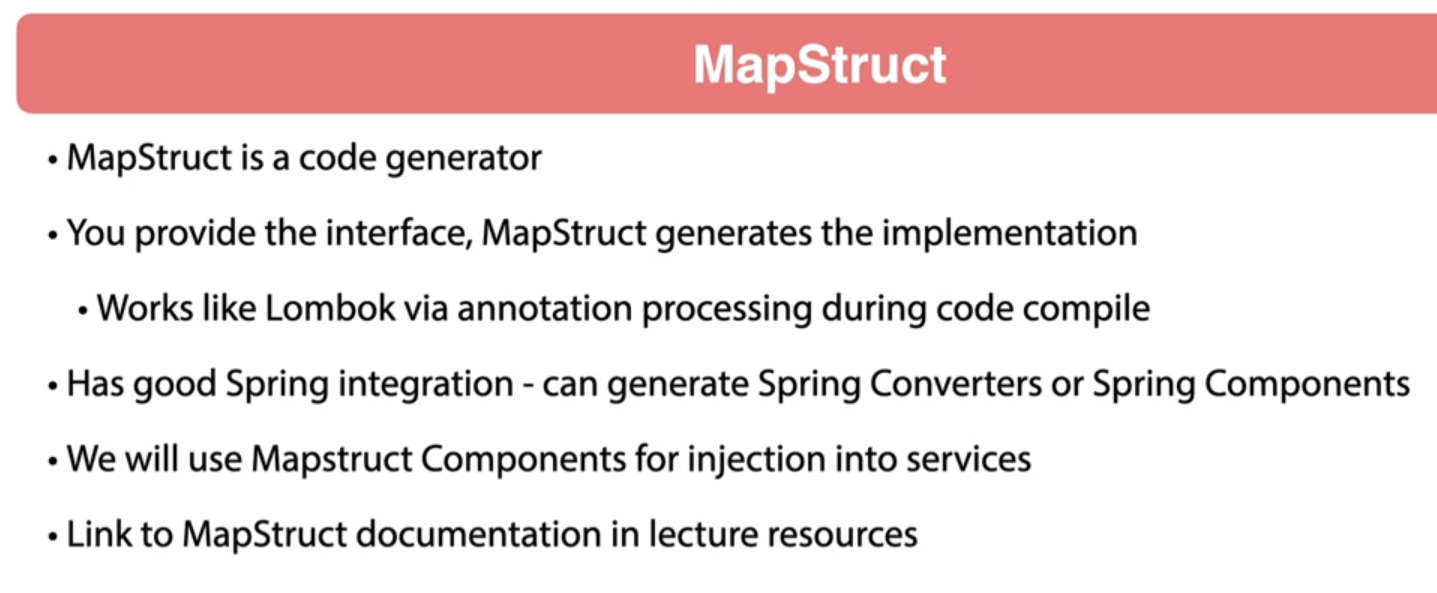 MapStruct
• MapStruct is a code generator
• You provide the interface, MapStruct generates the implementation
• Works like Lombok via annotation processing during code compile
• Has good Spring integration - can generate Spring Converters or Spring Components
• We will use Mapstruct Components for injection into services
• Link to MapStruct documentation in lecture resources